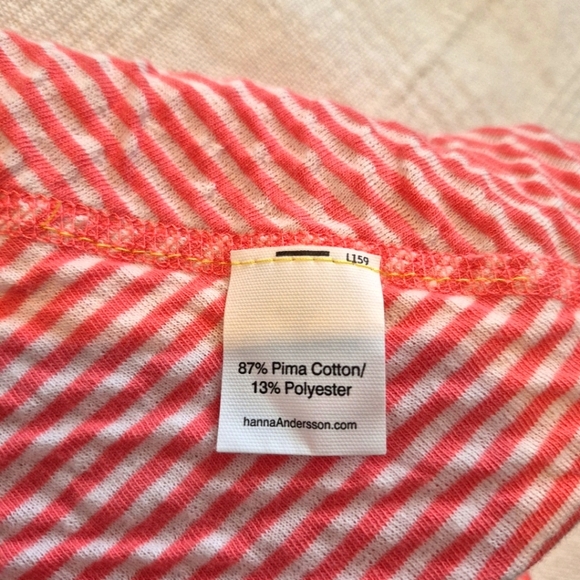 L159
87% Pima Cotton/
13% Polyester
hannaAndersson.com